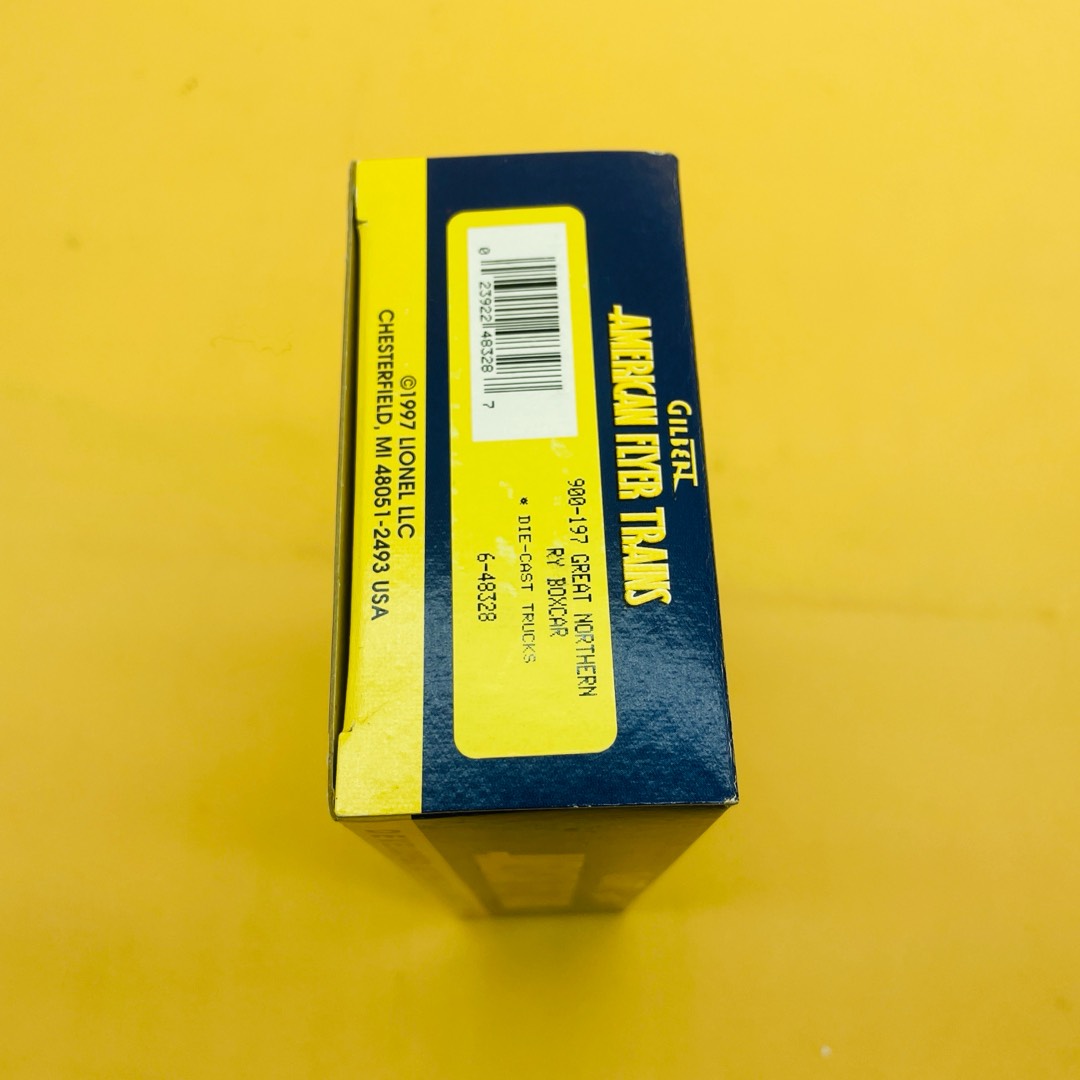 GILBERT
AMERICAN FLYER TRAINS
900-197 GREAT NORTHERN
RY BOXCAR
* DIE-CAST TRUCKS
6-48328
0 23922 48328 7
©1997 LIONEL LLC
CHESTERFIELD, MI 48051-2493 USA